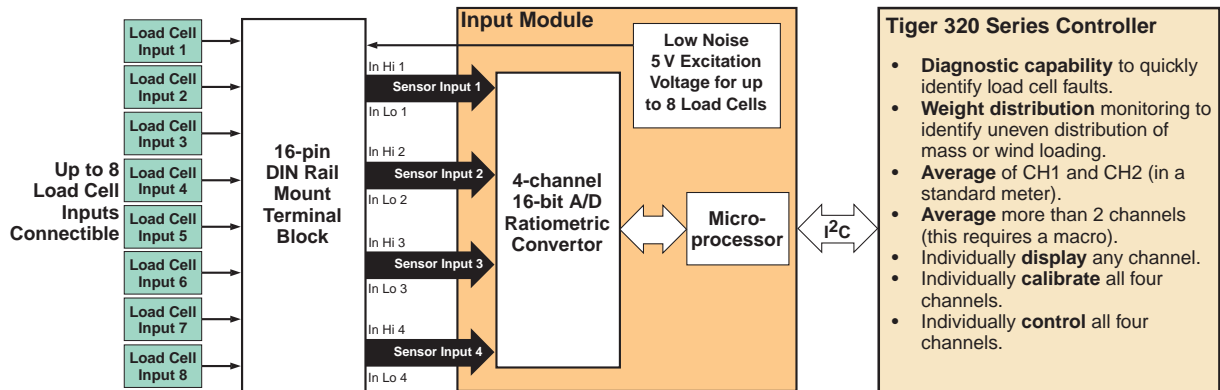 Load Cell
Input 1
Load Cell
Input 2
Load Cell
Input 3
Load Cell
Input 4
Load Cell
Input 5
Load Cell
Input 6
Load Cell
Input 7
Load Cell
Input 8
Up to 8
Load Cell
Inputs
Connectible
16-pin
DIN Rail
Mount
Terminal
Block
In Hi 1
Sensor Input 1
In Lo 1
In Hi 2
Sensor Input 2
In Lo 2
In Hi 3
Sensor Input 3
In Lo 3
In Hi 4
Sensor Input 4
In Lo 4
Input Module
Low Noise
5 V Excitation
Voltage for up
to 8 Load Cells
4-channel
16-bit A/D
Ratiometric
Convertor
Micro-
processor
I²C
Tiger 320 Series Controller
• Diagnostic capability to quickly
identify load cell faults.
• Weight distribution monitoring to
identify uneven distribution of
mass or wind loading.
• Average of CH1 and CH2 (in a
standard meter).
• Average more than 2 channels
(this requires a macro).
• Individually display any channel.
• Individually calibrate all four
channels.
• Individually control all four
channels.